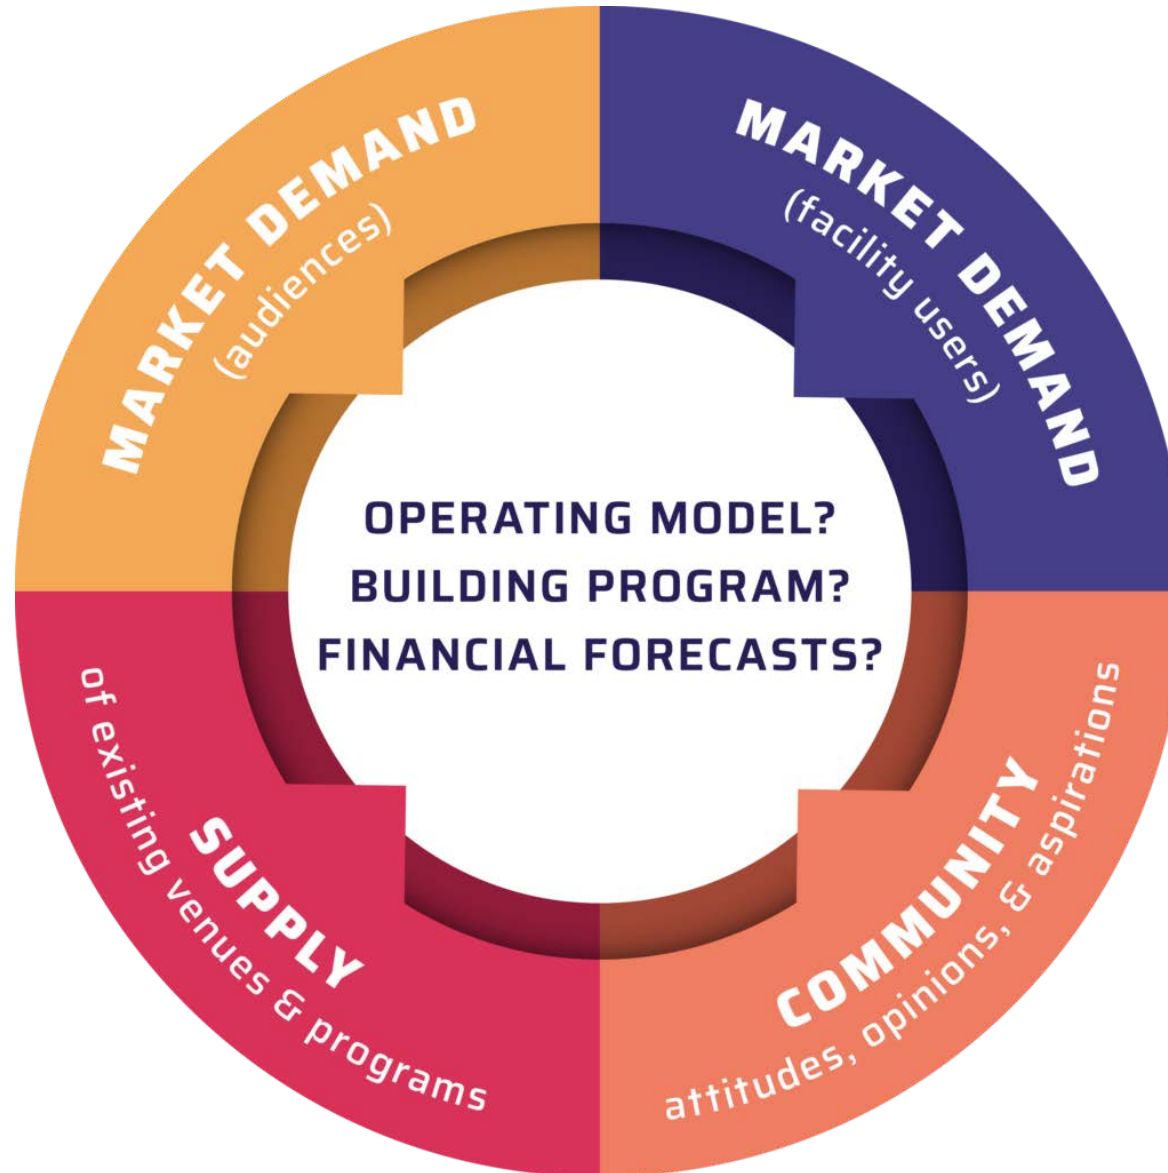 MARKET DEMAND
(audiences)
MARKET DEMAND
(facility users)
OPERATING MODEL?
BUILDING PROGRAM?
FINANCIAL FORECASTS?
SUPPLY
of existing venues & programs
COMMUNITY
attitudes, opinions, & aspirations